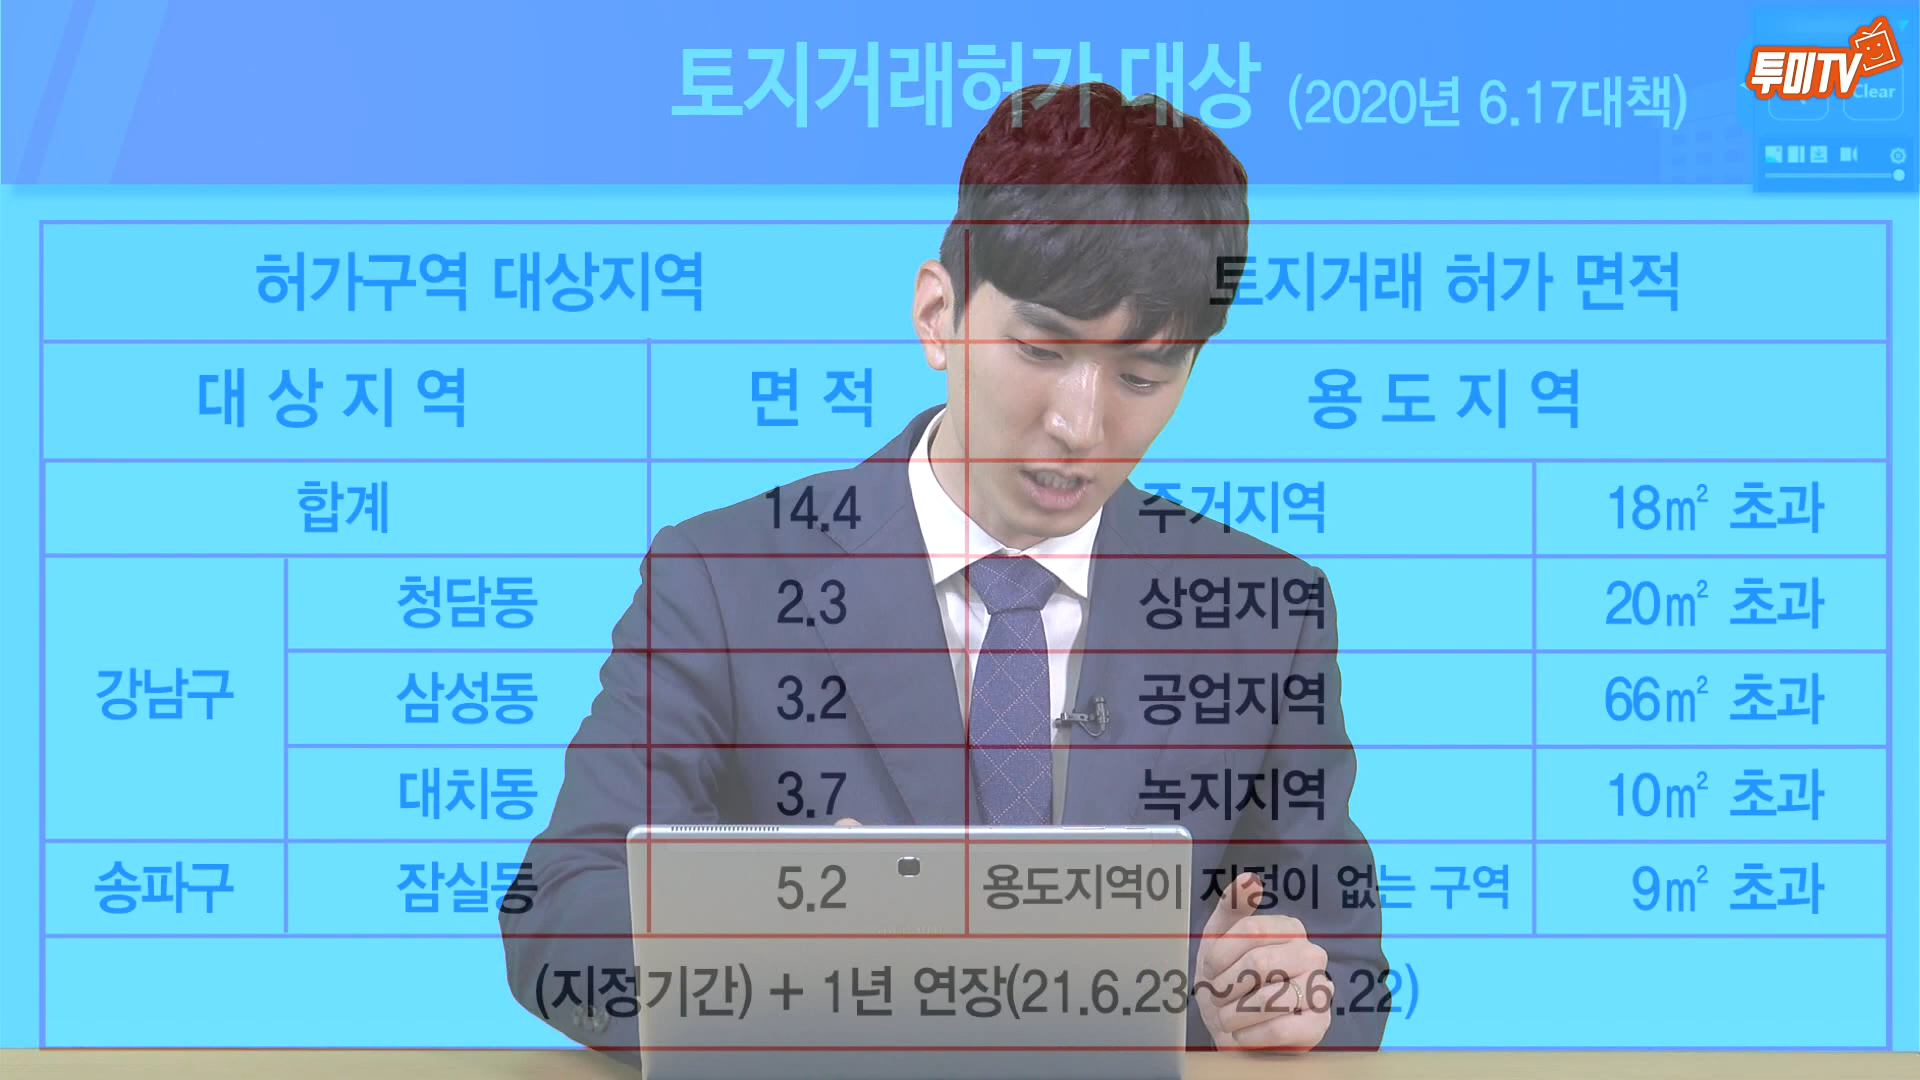 토지거래허가 대상 (2020년 6.17대책)
투미TV
Clear
허가구역 대상지역 토지거래 허가 면적
대상지역 면적 용도지역
합계 14.4 주거지역 18㎡ 초과
강남구 청담동 2.3 상업지역 20㎡ 초과
삼성동 3.2 공업지역 66㎡ 초과
대치동 3.7 녹지지역 10㎡ 초과
송파구 잠실동 5.2 용도지역이 지정이 없는 구역 9㎡ 초과
(지정기간) + 1년 연장(21.6.23~22.6.22)